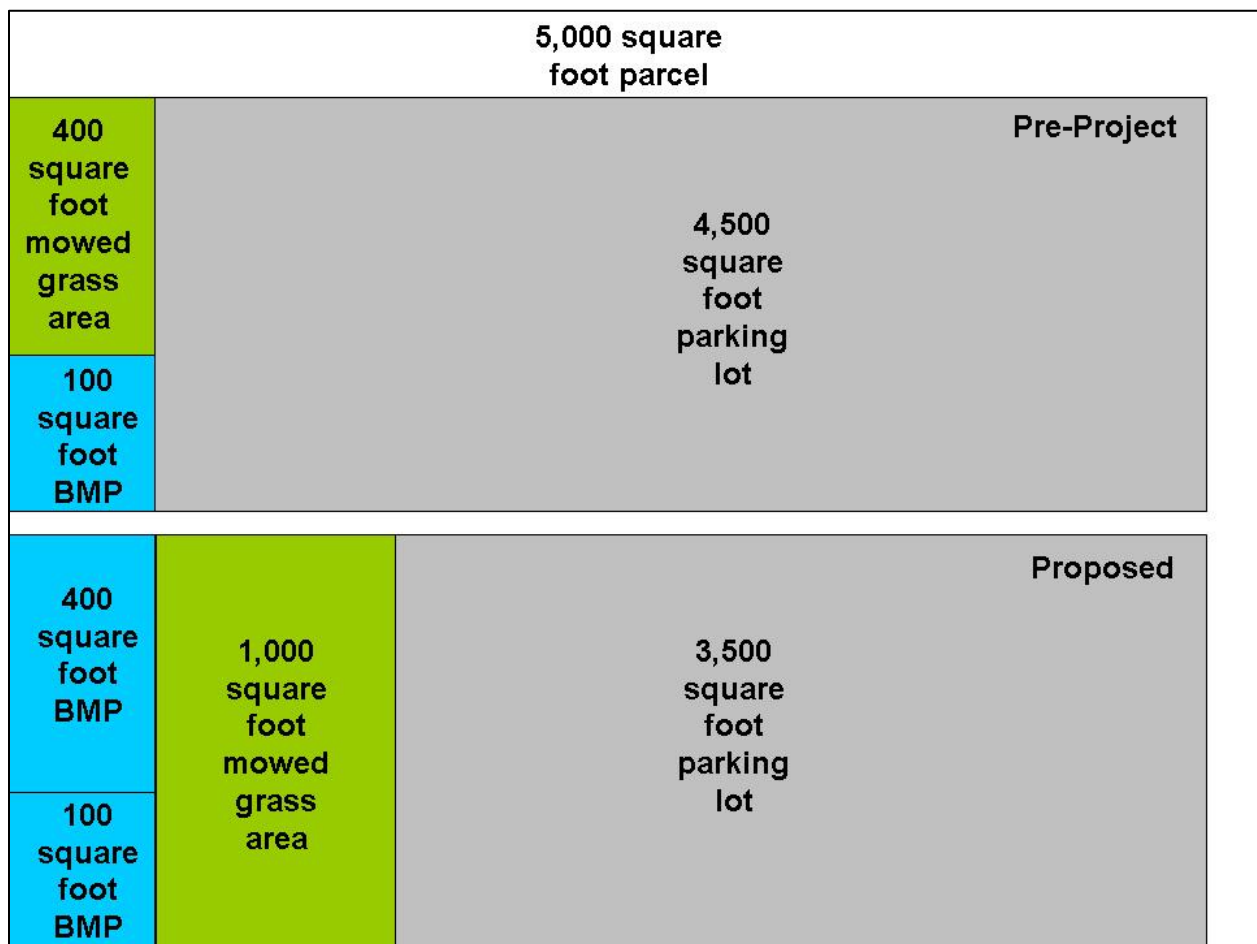 5,000 square
foot parcel
400
square
foot
mowed
grass
area
Pre-Project
4,500
square
foot
parking
lot
100
square
foot
BMP
400
square
foot
BMP
1,000
square
foot
mowed
grass
area
Proposed
3,500
square
foot
parking
lot
100
square
foot
BMP